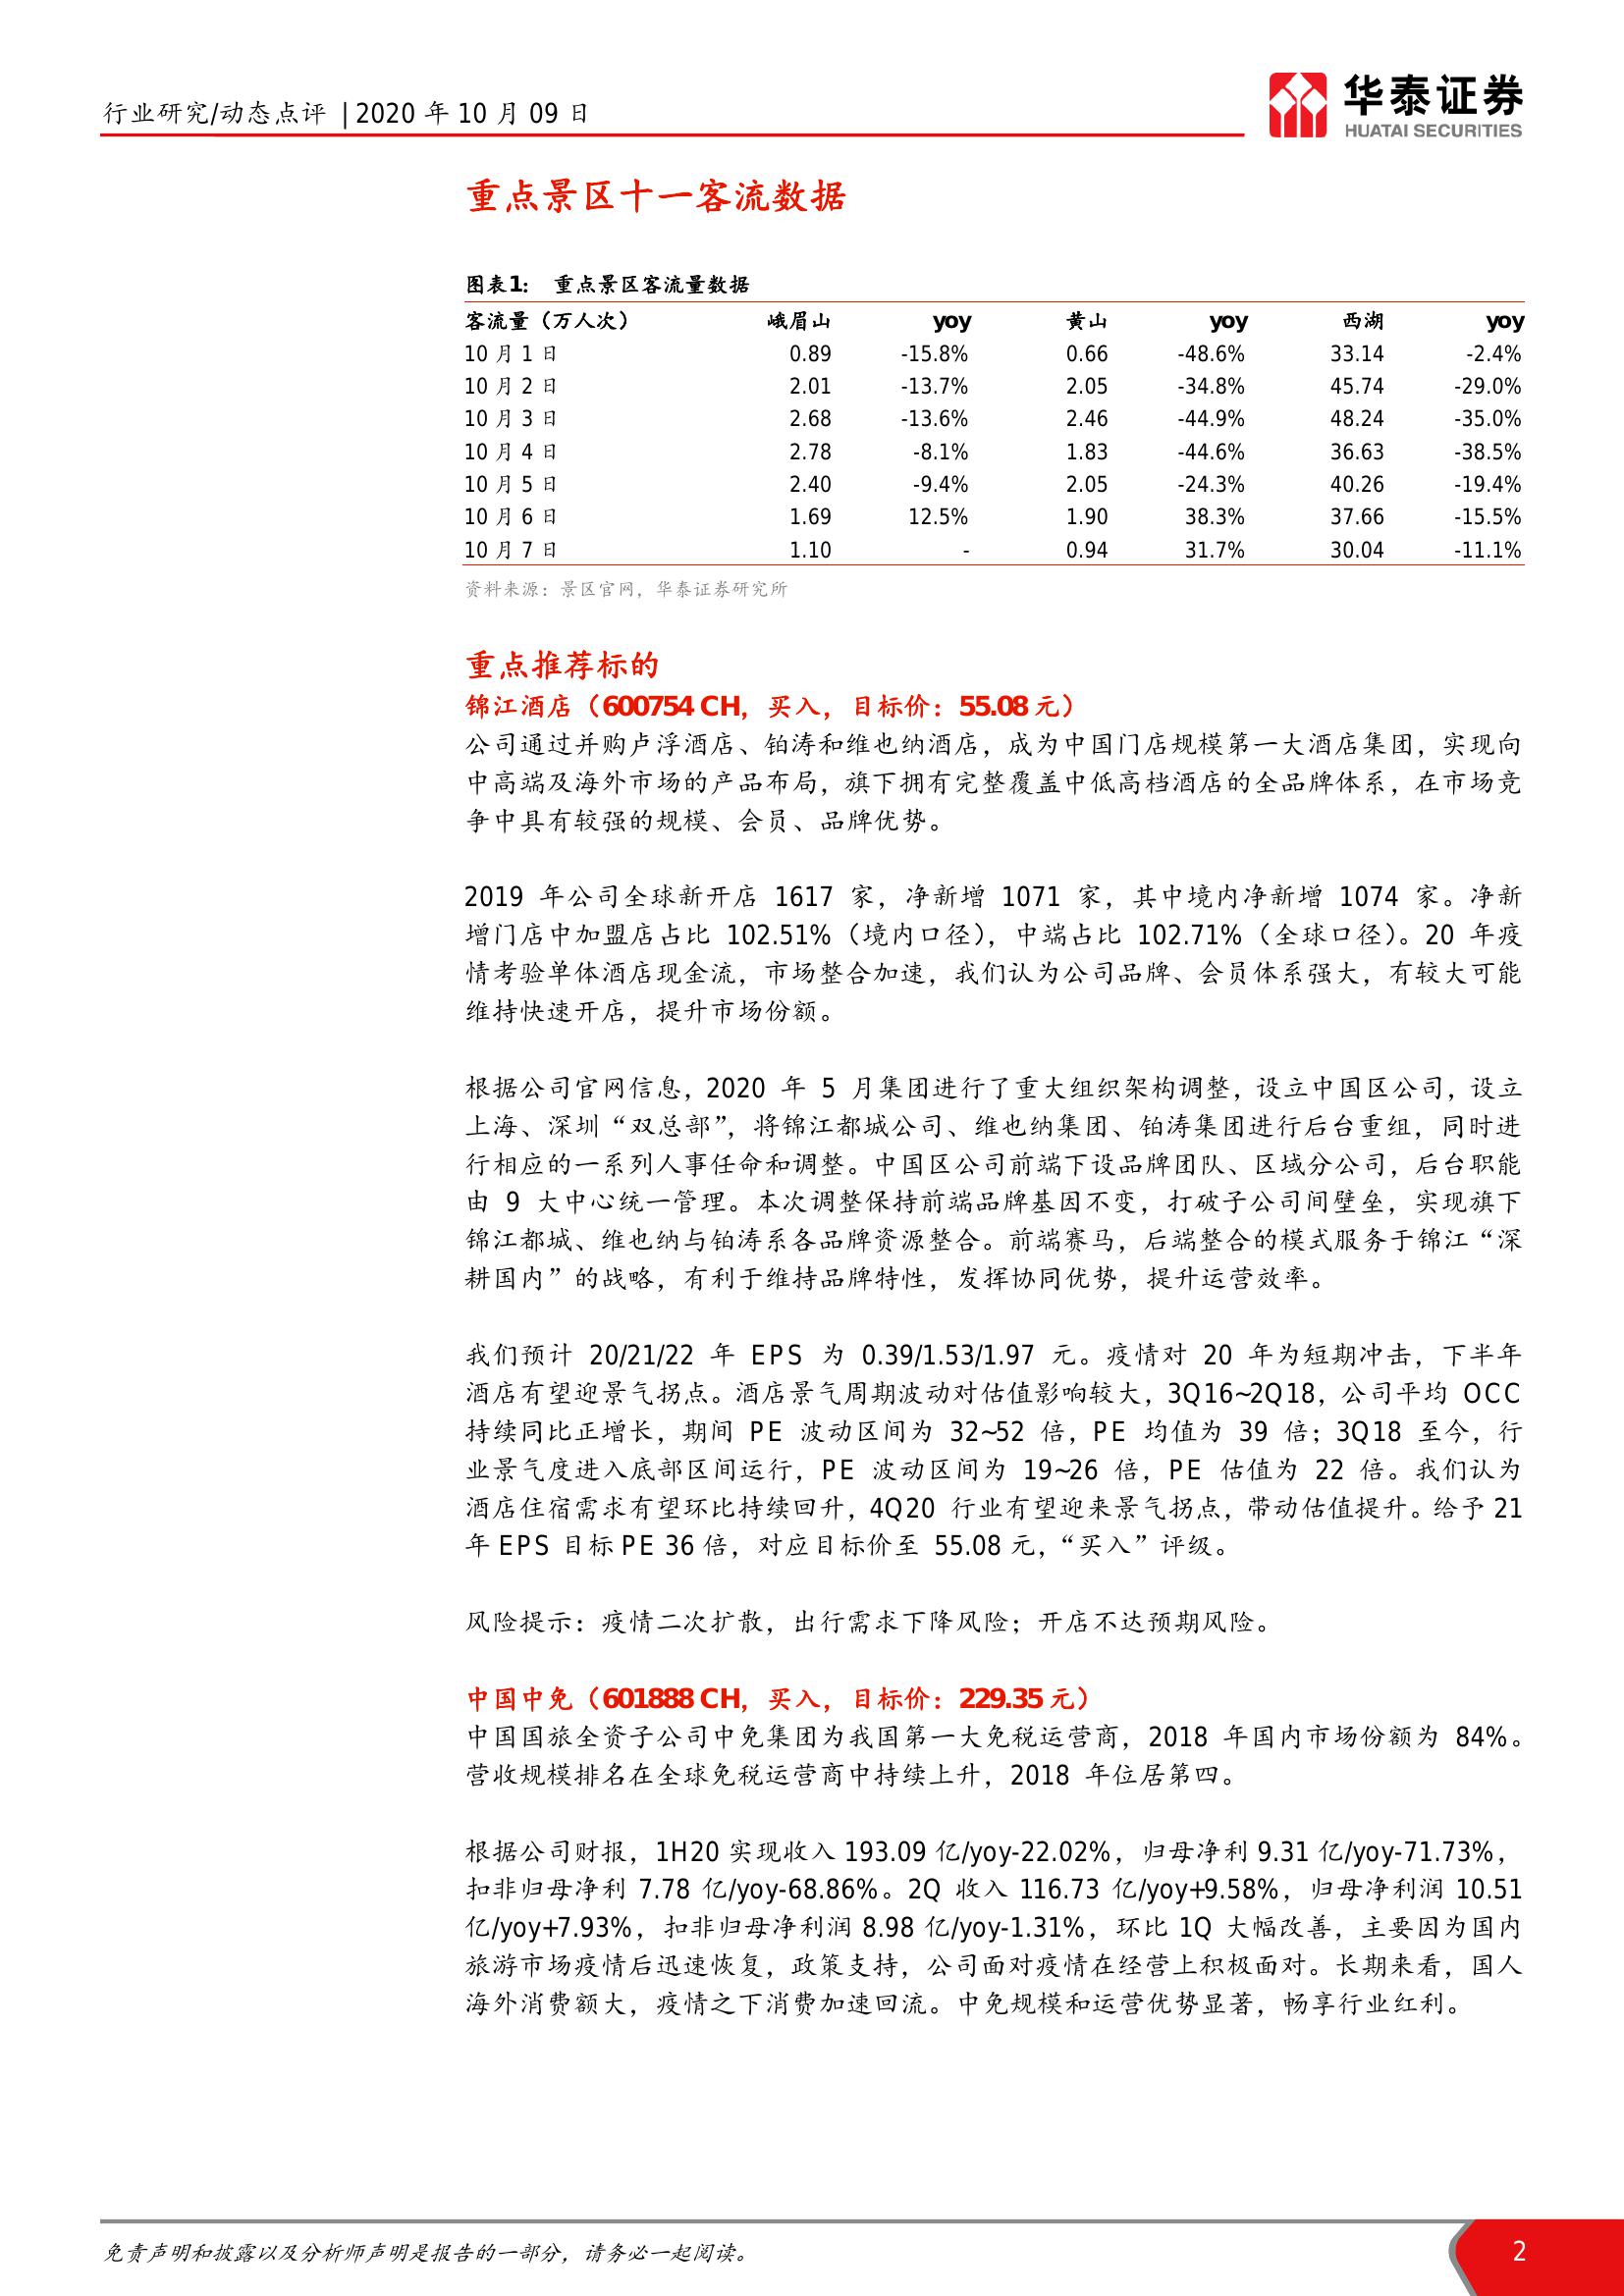 行业研究/动态点评 | 2020 年 10 月 09 日
华泰证券
HUATAI SECURITIES
重点景区十一客流数据
图表1： 重点景区客流量数据
客流量（万人次） 峨眉山 yoy 黄山 yoy 西湖 yoy
10 月 1 日 0.89 -15.8% 0.66 -48.6% 33.14 -2.4%
10 月 2 日 2.01 -13.7% 2.05 -34.8% 45.74 -29.0%
10 月 3 日 2.68 -13.6% 2.46 -44.9% 48.24 -35.0%
10 月 4 日 2.78 -8.1% 1.83 -44.6% 36.63 -38.5%
10 月 5 日 2.40 -9.4% 2.05 -24.3% 40.26 -19.4%
10 月 6 日 1.69 12.5% 1.90 38.3% 37.66 -15.5%
10 月 7 日 1.10 - 0.94 31.7% 30.04 -11.1%
资料来源：景区官网，华泰证券研究所
重点推荐标的
锦江酒店（600754 CH，买入，目标价：55.08 元）
公司通过并购卢浮酒店、铂涛和维也纳酒店，成为中国门店规模第一大酒店集团，实现向
中高端及海外市场的产品布局，旗下拥有完整覆盖中低高档酒店的全品牌体系，在市场竞
争中具有较强的规模、会员、品牌优势。
2019 年公司全球新开店 1617 家，净新增 1071 家，其中境内净新增 1074 家。净新
增门店中加盟店占比 102.51%（境内口径），中端占比 102.71%（全球口径）。20 年疫
情考验单体酒店现金流，市场整合加速，我们认为公司品牌、会员体系强大，有较大可能
维持快速开店，提升市场份额。
根据公司官网信息，2020 年 5 月集团进行了重大组织架构调整，设立中国区公司，设立
上海、深圳“双总部”，将锦江都城公司、维也纳集团、铂涛集团进行后台重组，同时进
行相应的一系列人事任命和调整。中国区公司前端下设品牌团队、区域分公司，后台职能
由 9 大中心统一管理。本次调整保持前端品牌基因不变，打破子公司间壁垒，实现旗下
锦江都城、维也纳与铂涛系各品牌资源整合。前端赛马，后端整合的模式服务于锦江“深
耕国内”的战略，有利于维持品牌特性，发挥协同优势，提升运营效率。
我们预计 20/21/22 年 EPS 为 0.39/1.53/1.97 元。疫情对 20 年为短期冲击，下半年
酒店有望迎景气拐点。酒店景气周期波动对估值影响较大，3Q16~2Q18，公司平均 OCC
持续同比正增长，期间 PE 波动区间为 32~52 倍，PE 均值为 39 倍；3Q18 至今，行
业景气度进入底部区间运行，PE 波动区间为 19~26 倍，PE 估值为 22 倍。我们认为
酒店住宿需求有望环比持续回升，4Q20 行业有望迎来景气拐点，带动估值提升。给予 21
年 EPS 目标 PE 36 倍，对应目标价至 55.08 元，“买入”评级。
风险提示：疫情二次扩散，出行需求下降风险；开店不达预期风险。
中国中免（601888 CH，买入，目标价：229.35 元）
中国国旅全资子公司中免集团为我国第一大免税运营商，2018 年国内市场份额为 84%。
营收规模排名在全球免税运营商中持续上升，2018 年位居第四。
根据公司财报，1H20 实现收入 193.09 亿/yoy-22.02%，归母净利 9.31 亿/yoy-71.73%，
扣非归母净利 7.78 亿/yoy-68.86%。2Q 收入 116.73 亿/yoy+9.58%，归母净利润 10.51
亿/yoy+7.93%，扣非归母净利润 8.98 亿/yoy-1.31%，环比 1Q 大幅改善，主要因为国内
旅游市场疫情后迅速恢复，政策支持，公司面对疫情在经营上积极面对。长期来看，国人
海外消费额大，疫情之下消费加速回流。中免规模和运营优势显著，畅享行业红利。
免责声明和披露以及分析师声明是报告的一部分，请务必一起阅读。
2